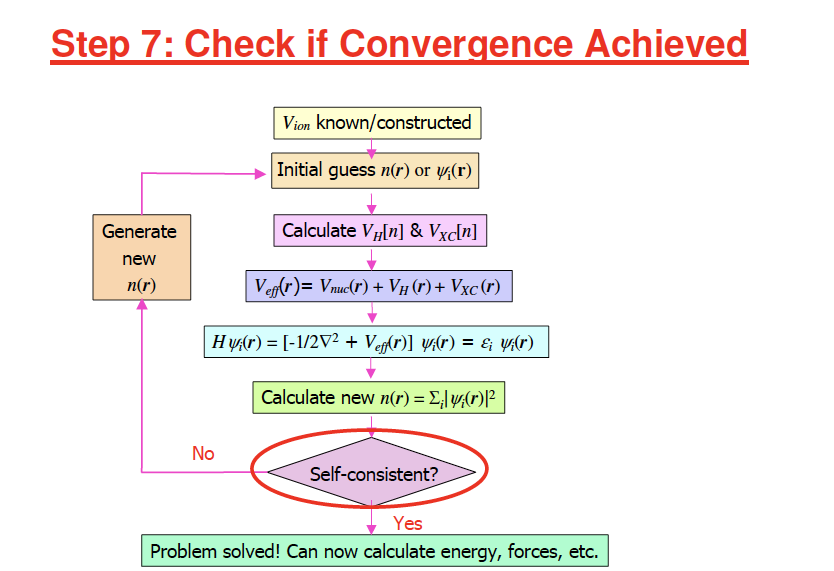 Step 7: Check if Convergence Achieved
V_ion known/constructed
Initial guess n(r) or ψ_i(r)
Calculate V_H[n] & V_XC[n]
Generate
new
n(r)
V_eff(r)= V_nuc(r) + V_H (r) + V_XC (r)
H ψ_i(r) = [-1/2∇² + V_eff(r)] ψ_i(r) = ε_i ψ_i(r)
Calculate new n(r) = Σ_i|ψ_i(r)|²
No
Self-consistent?
Yes
Problem solved! Can now calculate energy, forces, etc.